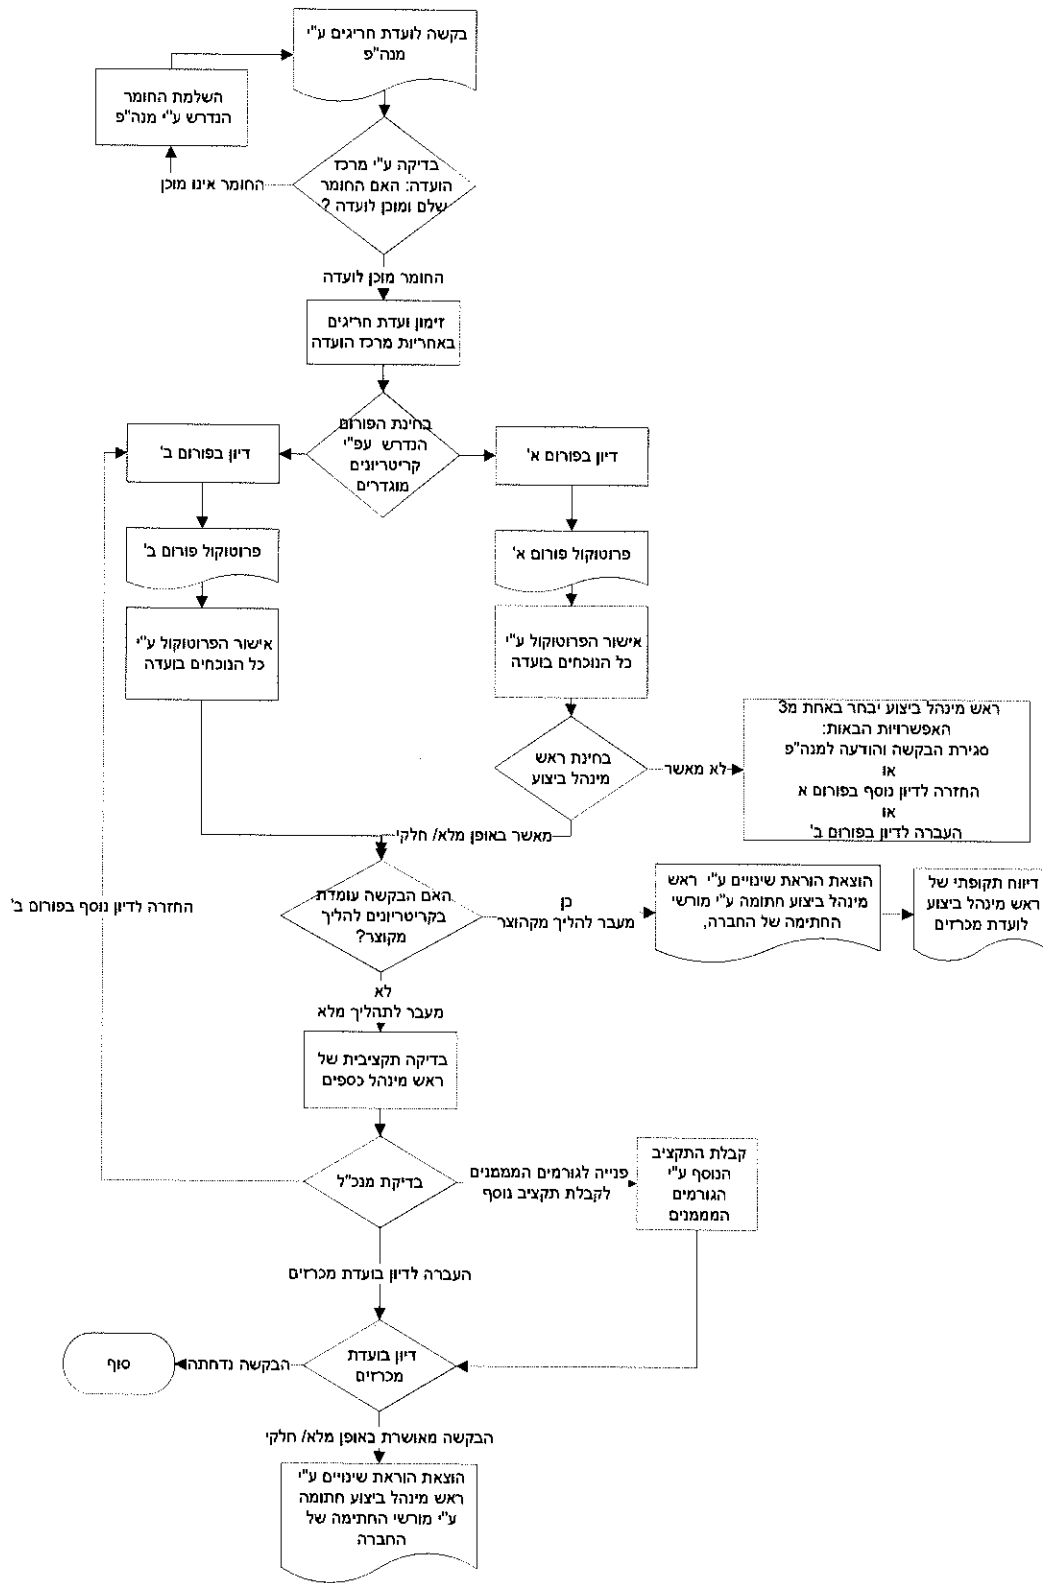 בקשה לועדת חריגים ע"י
מנה"פ
השלמת החומר
הנדרש ע"י מנה"פ
בדיקה ע"י מרכז
הועדה: האם החומר
שלם ומוכן לועדה ?
החומר אינו מוכן
החומר מוכן לועדה
זימון ועדת חריגים
באחריות מרכז הועדה
בחינת הפורום
הנדרש עפ"י
קריטריונים
מוגדרים
דיון בפורום א'
דיון בפורום ב'
פרוטוקול פורום א'
פרוטוקול פורום ב'
אישור הפרוטוקול ע"י
כל הנוכחים בועדה
אישור הפרוטוקול ע"י
כל הנוכחים בועדה
בחינת ראש
מינהל ביצוע
לא מאשר
ראש מינהל ביצוע יבחר באחת מ3
האפשרויות הבאות:
סגירת הבקשה והודעה למנה"פ
או
החזרה לדיון נוסף בפורום א
או
העברה לדיון בפורום ב'
מאשר באופן מלא/ חלקי
האם הבקשה עומדת
בקריטריונים להליך
מקוצר?
כן
מעבר להליך מקהוצר
הוצאת הוראת שינויים ע"י ראש
מינהל ביצוע חתומה ע"י מורשי
החתימה של החברה,
דיווח תקופתי של
ראש מינהל ביצוע
לועדת מכרזים
החזרה לדיון נוסף בפורום ב'
לא
מעבר לתהליך מלא
בדיקה תקציבית של
ראש מינהל כספים
בדיקת מנכ"ל
פנייה לגורמים המממנים
לקבלת תקציב נוסף
קבלת התקציב
הנוסף ע"י
הגורמים
המממנים
העברה לדיון בועדת מכרזים
דיון בועדת
מכרזים
הבקשה נדחתה
סוף
הבקשה מאושרת באופן מלא/ חלקי
הוצאת הוראת שינויים ע"י
ראש מינהל ביצוע חתומה
ע"י מורשי החתימה של
החברה